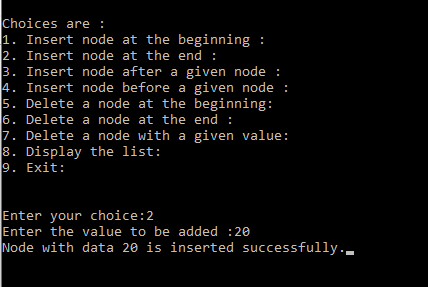 Choices are :
1. Insert node at the beginning :
2. Insert node at the end :
3. Insert node after a given node :
4. Insert node before a given node :
5. Delete a node at the beginning:
6. Delete a node at the end :
7. Delete a node with a given value:
8. Display the list:
9. Exit:
Enter your choice:2
Enter the value to be added :20
Node with data 20 is inserted successfully.